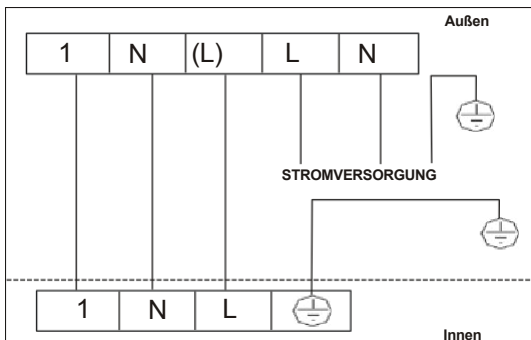 Außen
1 N (L) L N
STROMVERSORGUNG
1 N L
Innen